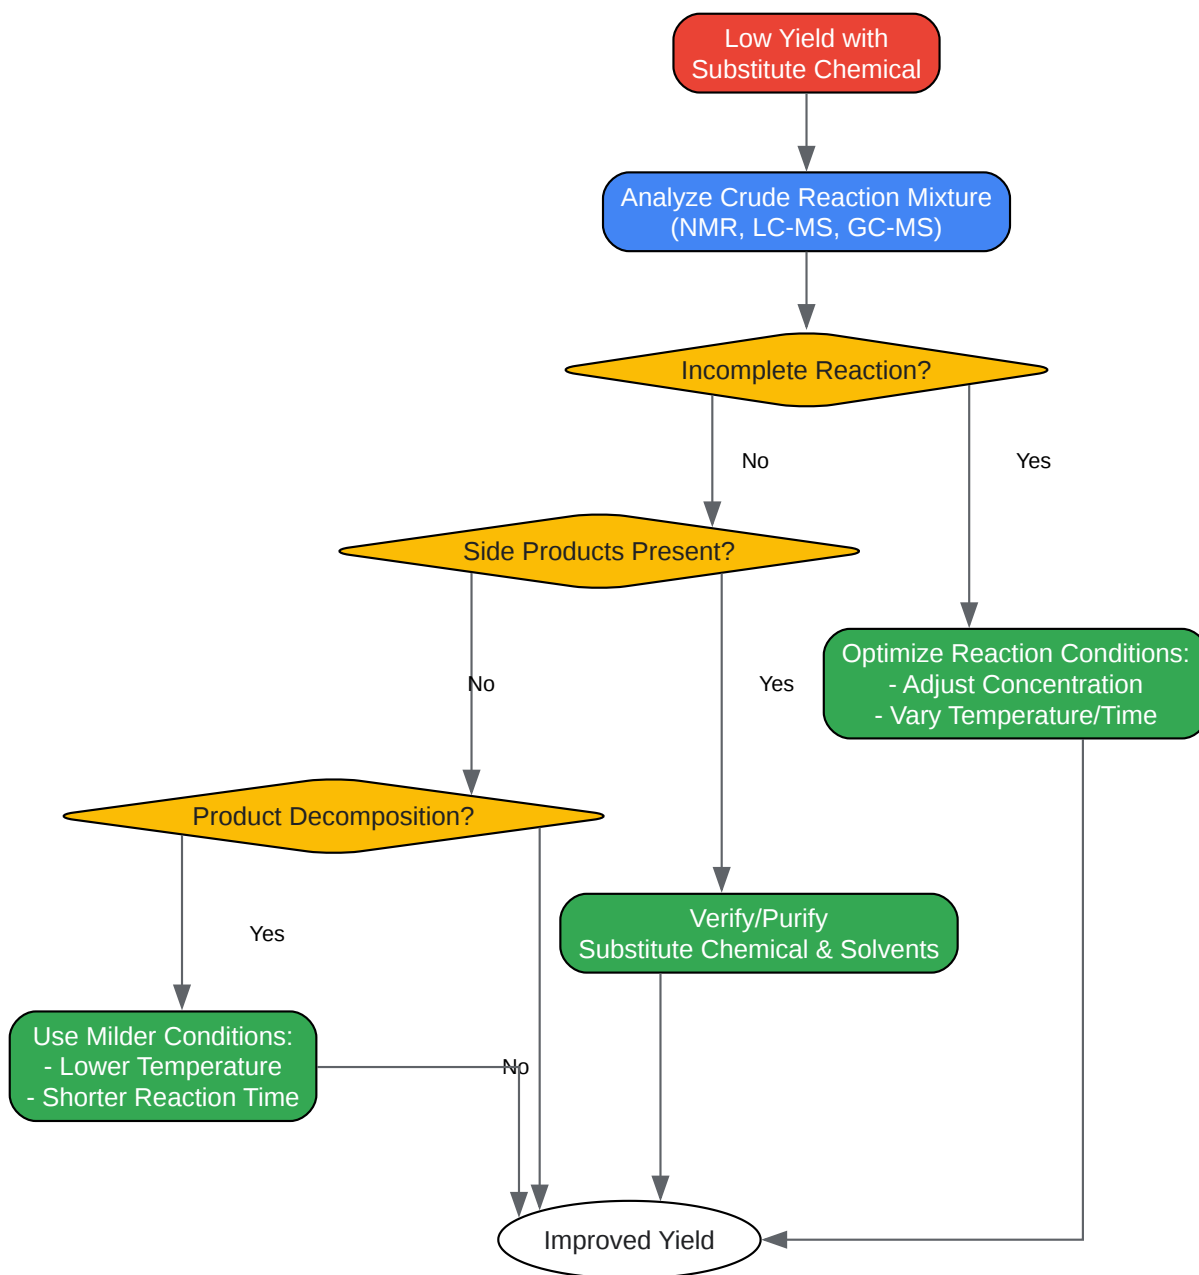 Low Yield with
Substitute Chemical
Analyze Crude Reaction Mixture
(NMR, LC-MS, GC-MS)
Incomplete Reaction?
No
Yes
Side Products Present?
Optimize Reaction Conditions:
- Adjust Concentration
- Vary Temperature/Time
No
Yes
Product Decomposition?
Verify/Purify
Substitute Chemical & Solvents
Yes
Use Milder Conditions:
- Lower Temperature
- Shorter Reaction Time
No
Improved Yield